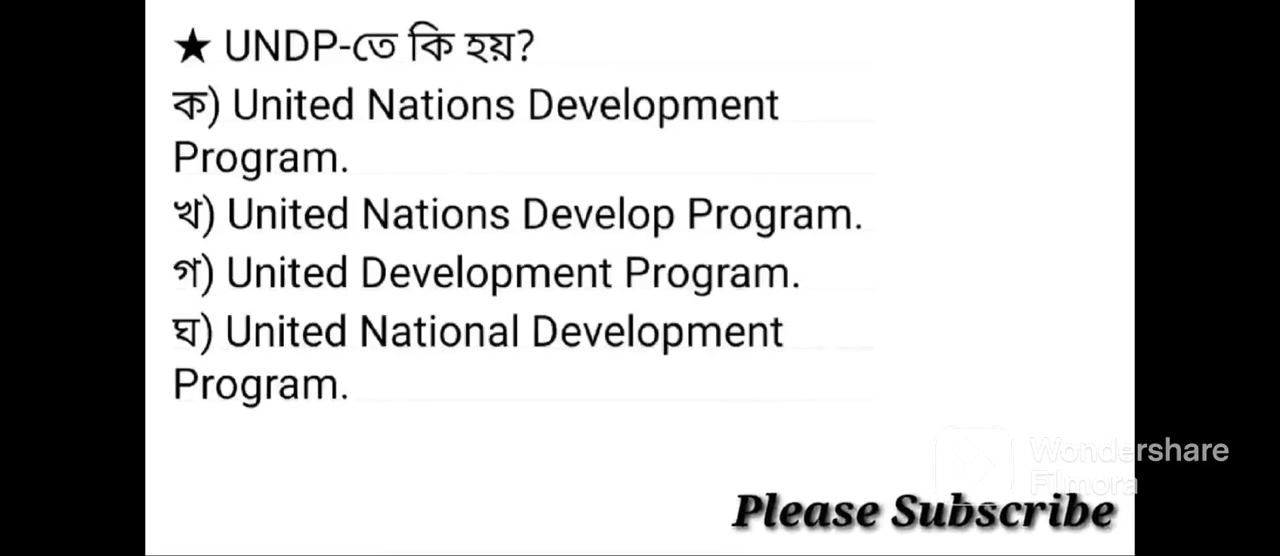 ★ UNDP-তে কি হয়?
ক) United Nations Development
Program.
খ) United Nations Develop Program.
গ) United Development Program.
ঘ) United National Development
Program.
Wondershare
Filmora
Please Subscribe